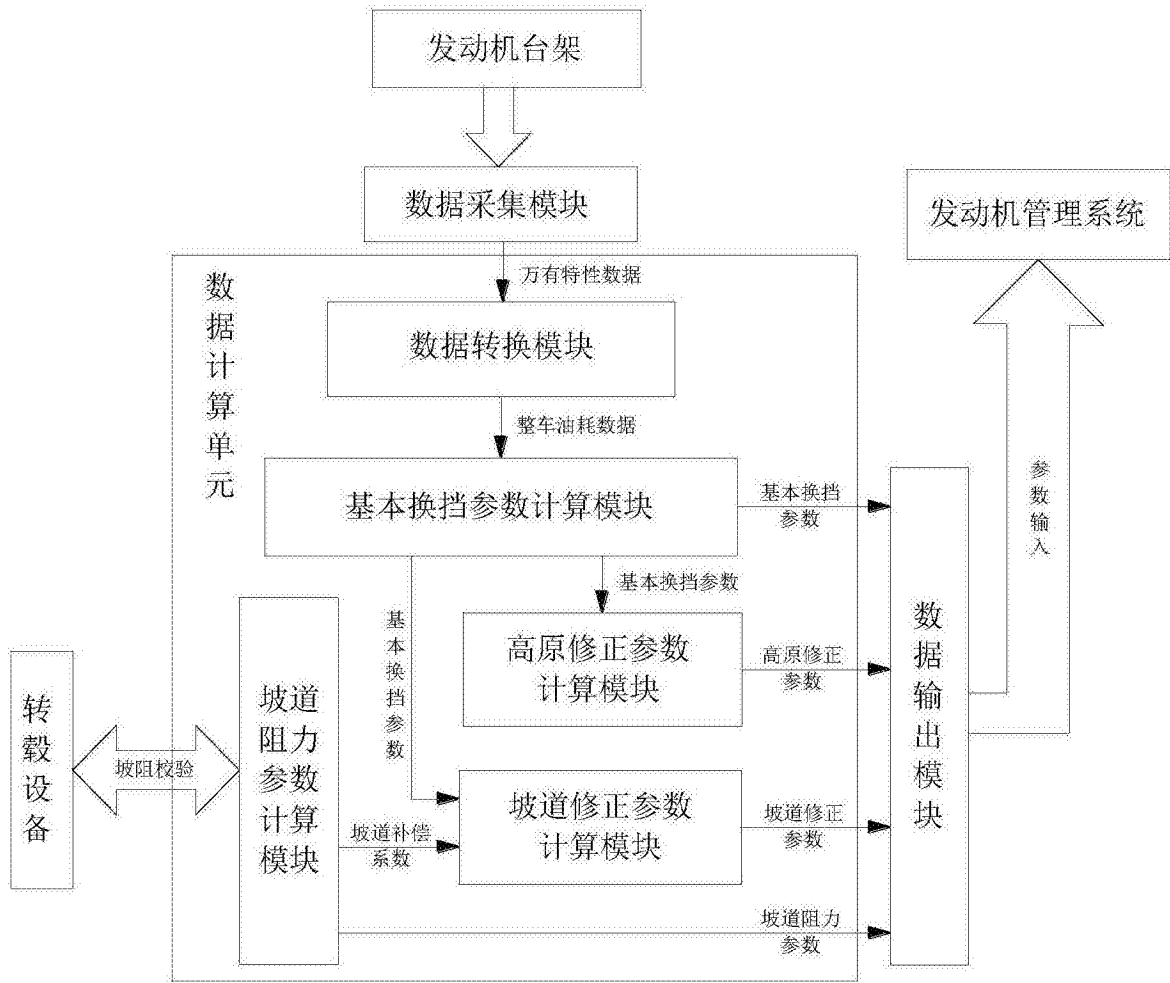 发动机台架
数据采集模块
发动机管理系统
万有特性数据
数据计算单元
数据转换模块
整车油耗数据
基本换挡参数计算模块
基本换挡
参数
参数输入
基本换挡参数
基本换挡参数
高原修正参数
计算模块
高原修正
参数
数据输出模块
转毂设备
坡阻校验
坡道
阻力
参数
计算
模块
坡道补偿
系数
坡道修正参数
计算模块
坡道修正
参数
坡道阻力
参数